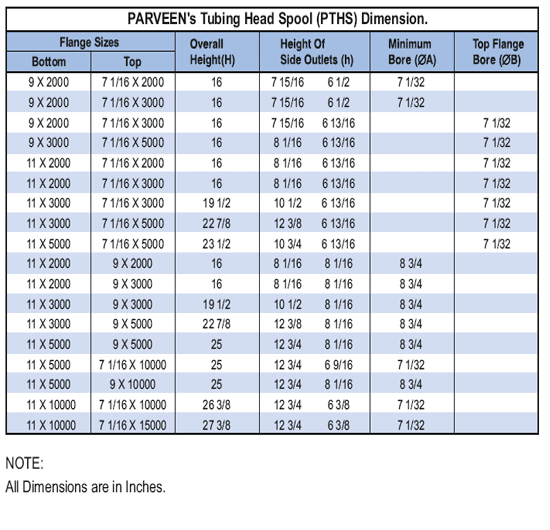 PARVEEN's Tubing Head Spool (PTHS) Dimension.
Flange Sizes Overall Height Of Minimum Top Flange
Bottom Top Height(H) Side Outlets (h) Bore (ØA) Bore (ØB)
9 X 2000 7 1/16 X 2000 16 7 15/16 6 1/2 7 1/32
9 X 2000 7 1/16 X 3000 16 7 15/16 6 1/2 7 1/32
9 X 2000 7 1/16 X 3000 16 7 15/16 6 13/16 7 1/32
9 X 3000 7 1/16 X 5000 16 8 1/16 6 13/16 7 1/32
11 X 2000 7 1/16 X 2000 16 8 1/16 6 13/16 7 1/32
11 X 2000 7 1/16 X 3000 16 8 1/16 6 13/16 7 1/32
11 X 3000 7 1/16 X 3000 19 1/2 10 1/2 6 13/16 7 1/32
11 X 3000 7 1/16 X 5000 22 7/8 12 3/8 6 13/16 7 1/32
11 X 5000 7 1/16 X 5000 23 1/2 10 3/4 6 13/16 7 1/32
11 X 2000 9 X 2000 16 8 1/16 8 1/16 8 3/4
11 X 2000 9 X 3000 16 8 1/16 8 1/16 8 3/4
11 X 3000 9 X 3000 19 1/2 10 1/2 8 1/16 8 3/4
11 X 3000 9 X 5000 22 7/8 12 3/8 8 1/16 8 3/4
11 X 5000 9 X 5000 25 12 3/4 8 1/16 8 3/4
11 X 5000 7 1/16 X 10000 25 12 3/4 6 9/16 7 1/32
11 X 5000 9 X 10000 25 12 3/4 8 1/16 8 3/4
11 X 10000 7 1/16 X 10000 26 3/8 12 3/4 6 3/8 7 1/32
11 X 10000 7 1/16 X 15000 27 3/8 12 3/4 6 3/8 7 1/32
NOTE:
All Dimensions are in Inches.